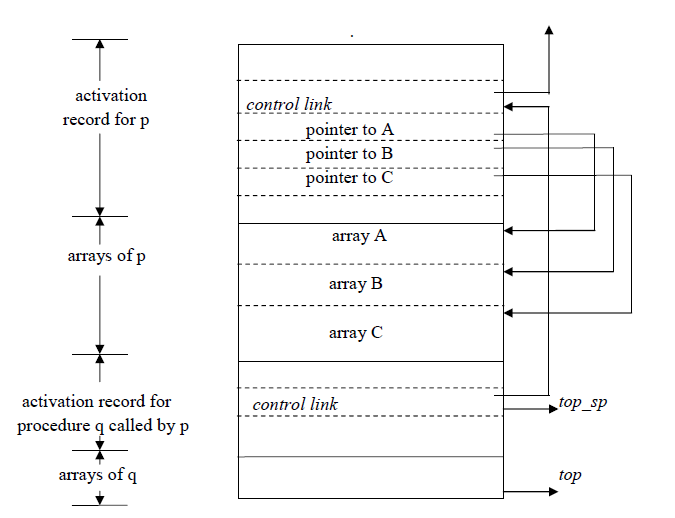 activation
record for p
control link
pointer to A
pointer to B
pointer to C
arrays of p
array A
array B
array C
activation record for
procedure q called by p
control link
top_sp
arrays of q
top